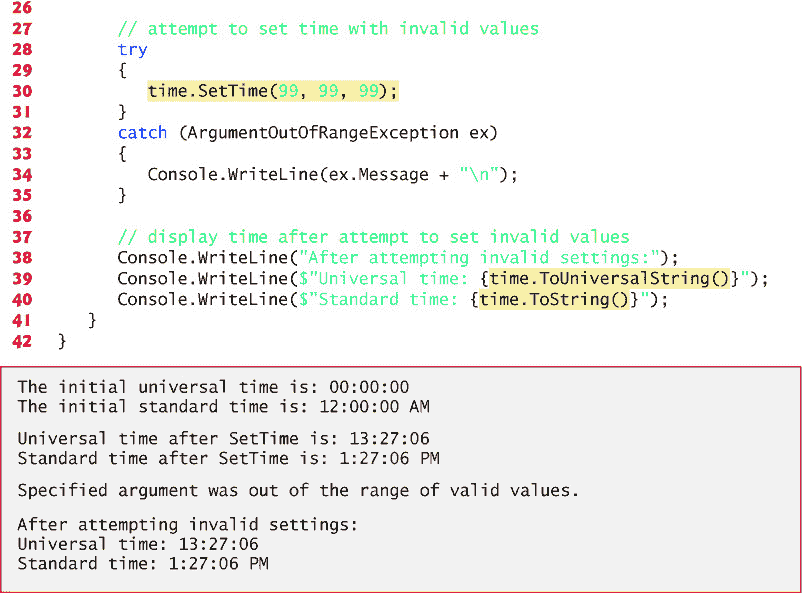 26
27 // attempt to set time with invalid values
28 try
29 {
30 time.SetTime(99, 99, 99);
31 }
32 catch (ArgumentOutOfRangeException ex)
33 {
34 Console.WriteLine(ex.Message + "\n");
35 }
36
37 // display time after attempt to set invalid values
38 Console.WriteLine("After attempting invalid settings:");
39 Console.WriteLine($"Universal time: {time.ToUniversalString()}");
40 Console.WriteLine($"Standard time: {time.ToString()}");
41 }
42 }
The initial universal time is: 00:00:00
The initial standard time is: 12:00:00 AM
Universal time after SetTime is: 13:27:06
Standard time after SetTime is: 1:27:06 PM
Specified argument was out of the range of valid values.
After attempting invalid settings:
Universal time: 13:27:06
Standard time: 1:27:06 PM